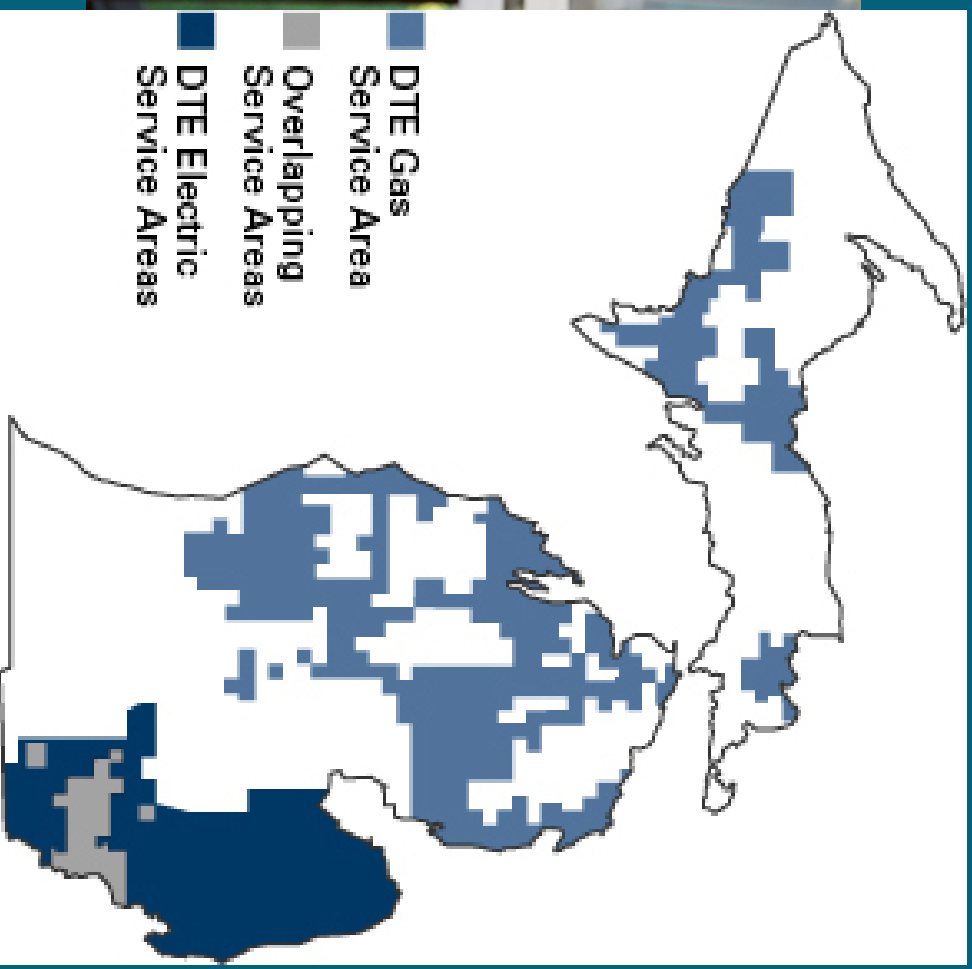 DTE Gas
Service Area
Overlapping
Service Areas
DTE Electric
Service Areas